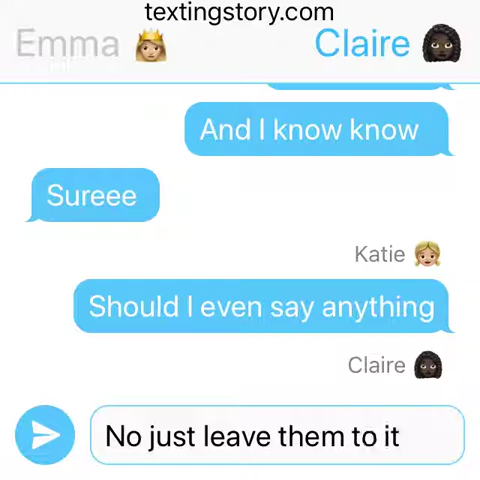 textingstory.com
Emma Claire
And I know know
Sureee
Katie
Should I even say anything
Claire
No just leave them to it